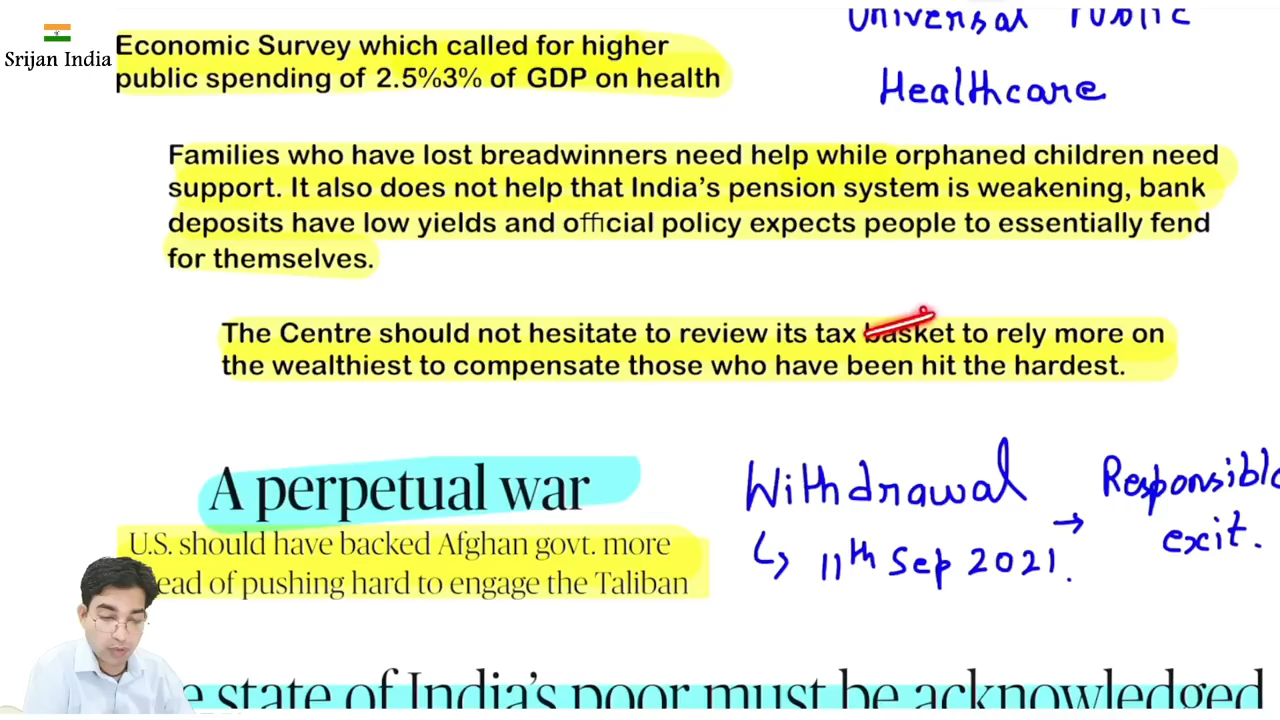 Universal Public
Srijan India
Economic Survey which called for higher
public spending of 2.5%3% of GDP on health
Healthcare
Families who have lost breadwinners need help while orphaned children need
support. It also does not help that India's pension system is weakening, bank
deposits have low yields and official policy expects people to essentially fend
for themselves.
The Centre should not hesitate to review its tax basket to rely more on
the wealthiest to compensate those who have been hit the hardest.
A perpetual war
U.S. should have backed Afghan govt. more
ead of pushing hard to engage the Taliban
Withdrawal
↳ 11th Sep 2021.
→ Responsible
exit.
e state of India's poor must be acknowledged